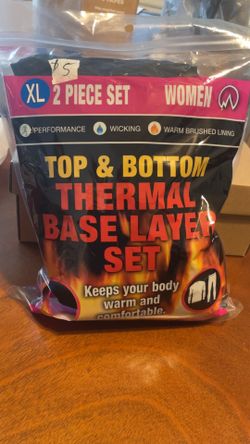 $5
XL 2 PIECE SET WOMEN
PERFORMANCE WICKING WARM BRUSHED LINING
TOP & BOTTOM
THERMAL
BASE LAYER
SET
Keeps your body
warm and
comfortable.